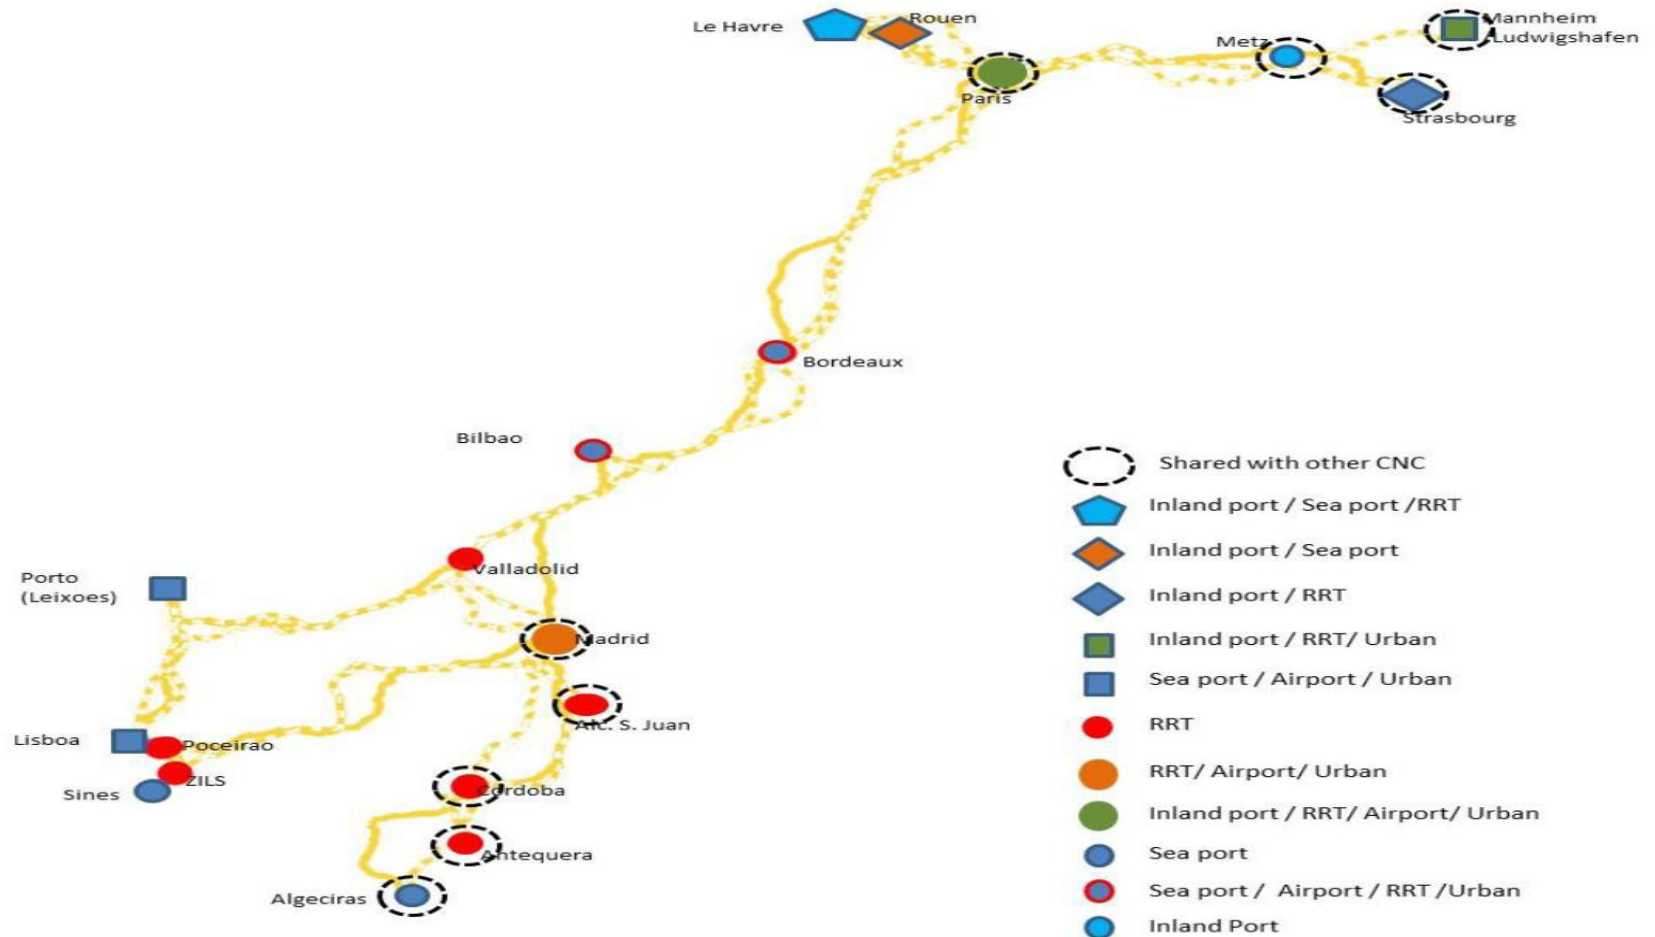 Le Havre
Rouen
Mannheim
/Ludwigshafen
Metz
Paris
Strasbourg
Bordeaux
Bilbao
Shared with other CNC
Inland port / Sea port /RRT
Inland port / Sea port
Inland port / RRT
Inland port / RRT/ Urban
Sea port / Airport / Urban
RRT
RRT/ Airport/ Urban
Inland port / RRT/ Airport/ Urban
Sea port
Sea port / Airport / RRT /Urban
Inland Port
Valladolid
Porto
(Leixoes)
Madrid
Alc. S. Juan
Lisboa
Poceirao
ZILS
Sines
Cordoba
Antequera
Algeciras